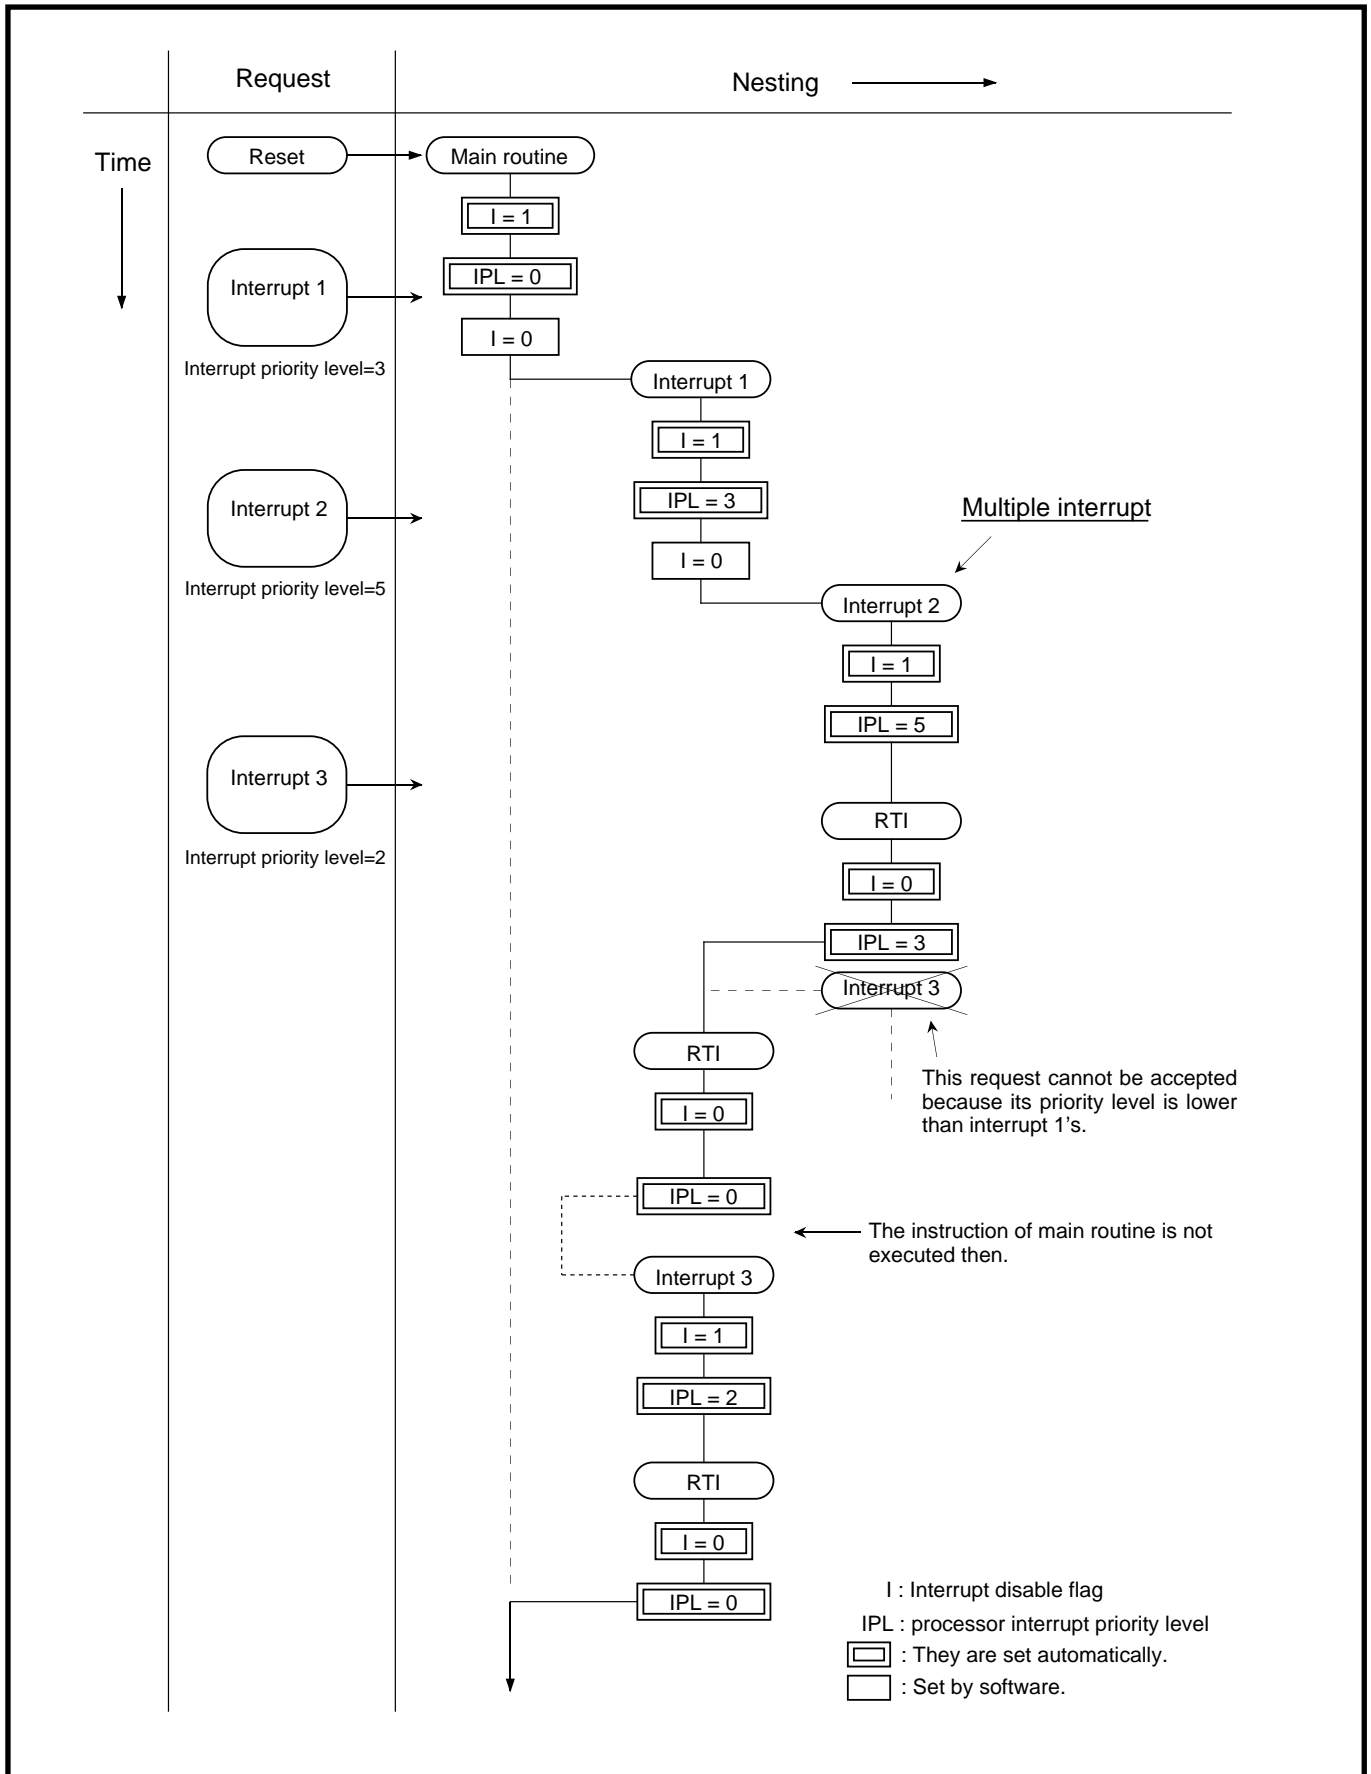 Request
Nesting
Time
Reset
Main routine
I = 1
IPL = 0
Interrupt 1
I = 0
Interrupt priority level=3
Interrupt 1
I = 1
IPL = 3
Interrupt 2
Multiple interrupt
I = 0
Interrupt priority level=5
Interrupt 2
I = 1
IPL = 5
Interrupt 3
RTI
Interrupt priority level=2
I = 0
IPL = 3
Interrupt 3
RTI
This request cannot be accepted
because its priority level is lower
than interrupt 1’s.
I = 0
IPL = 0
The instruction of main routine is not
executed then.
Interrupt 3
I = 1
IPL = 2
RTI
I = 0
IPL = 0
I : Interrupt disable flag
IPL : processor interrupt priority level
: They are set automatically.
: Set by software.